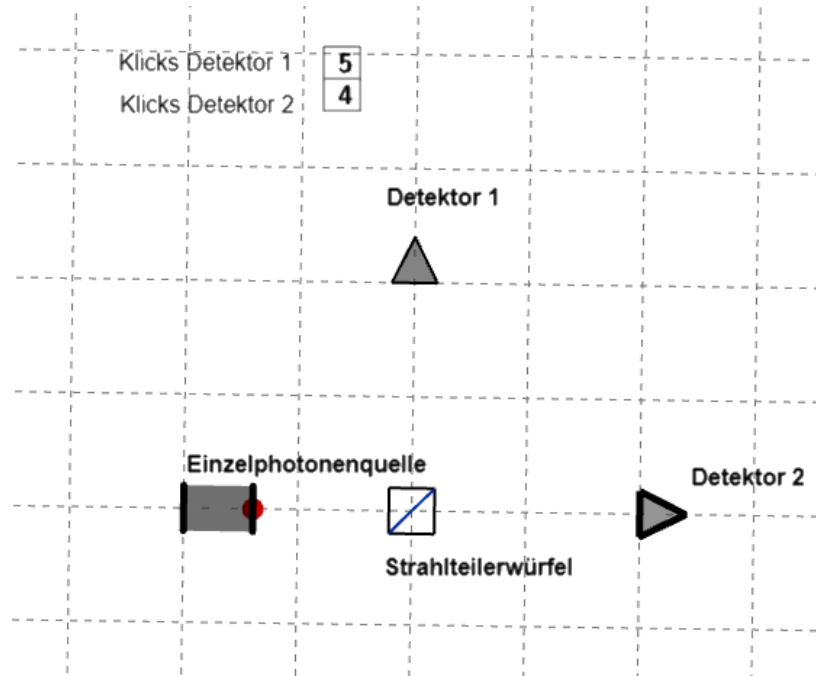 Klicks Detektor 1 5
Klicks Detektor 2 4
Detektor 1
Einzelphotonenquelle
Detektor 2
Strahlteilerwürfel